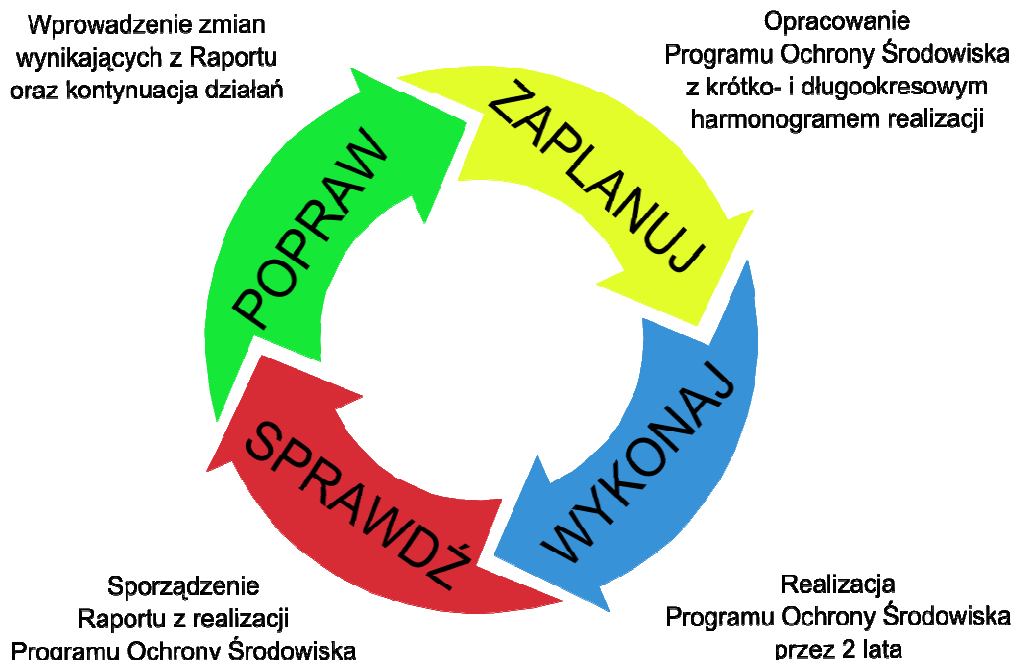 Wprowadzenie zmian
wynikających z Raportu
oraz kontynuacja działań
Opracowanie
Programu Ochrony Środowiska
z krótko- i długookresowym
harmonogramem realizacji
POPRAW
ZAPLANUJ
WYKONAJ
SPRAWDŹ
Sporządzenie
Raportu z realizacji
Programu Ochrony Środowiska
Realizacja
Programu Ochrony Środowiska
przez 2 lata